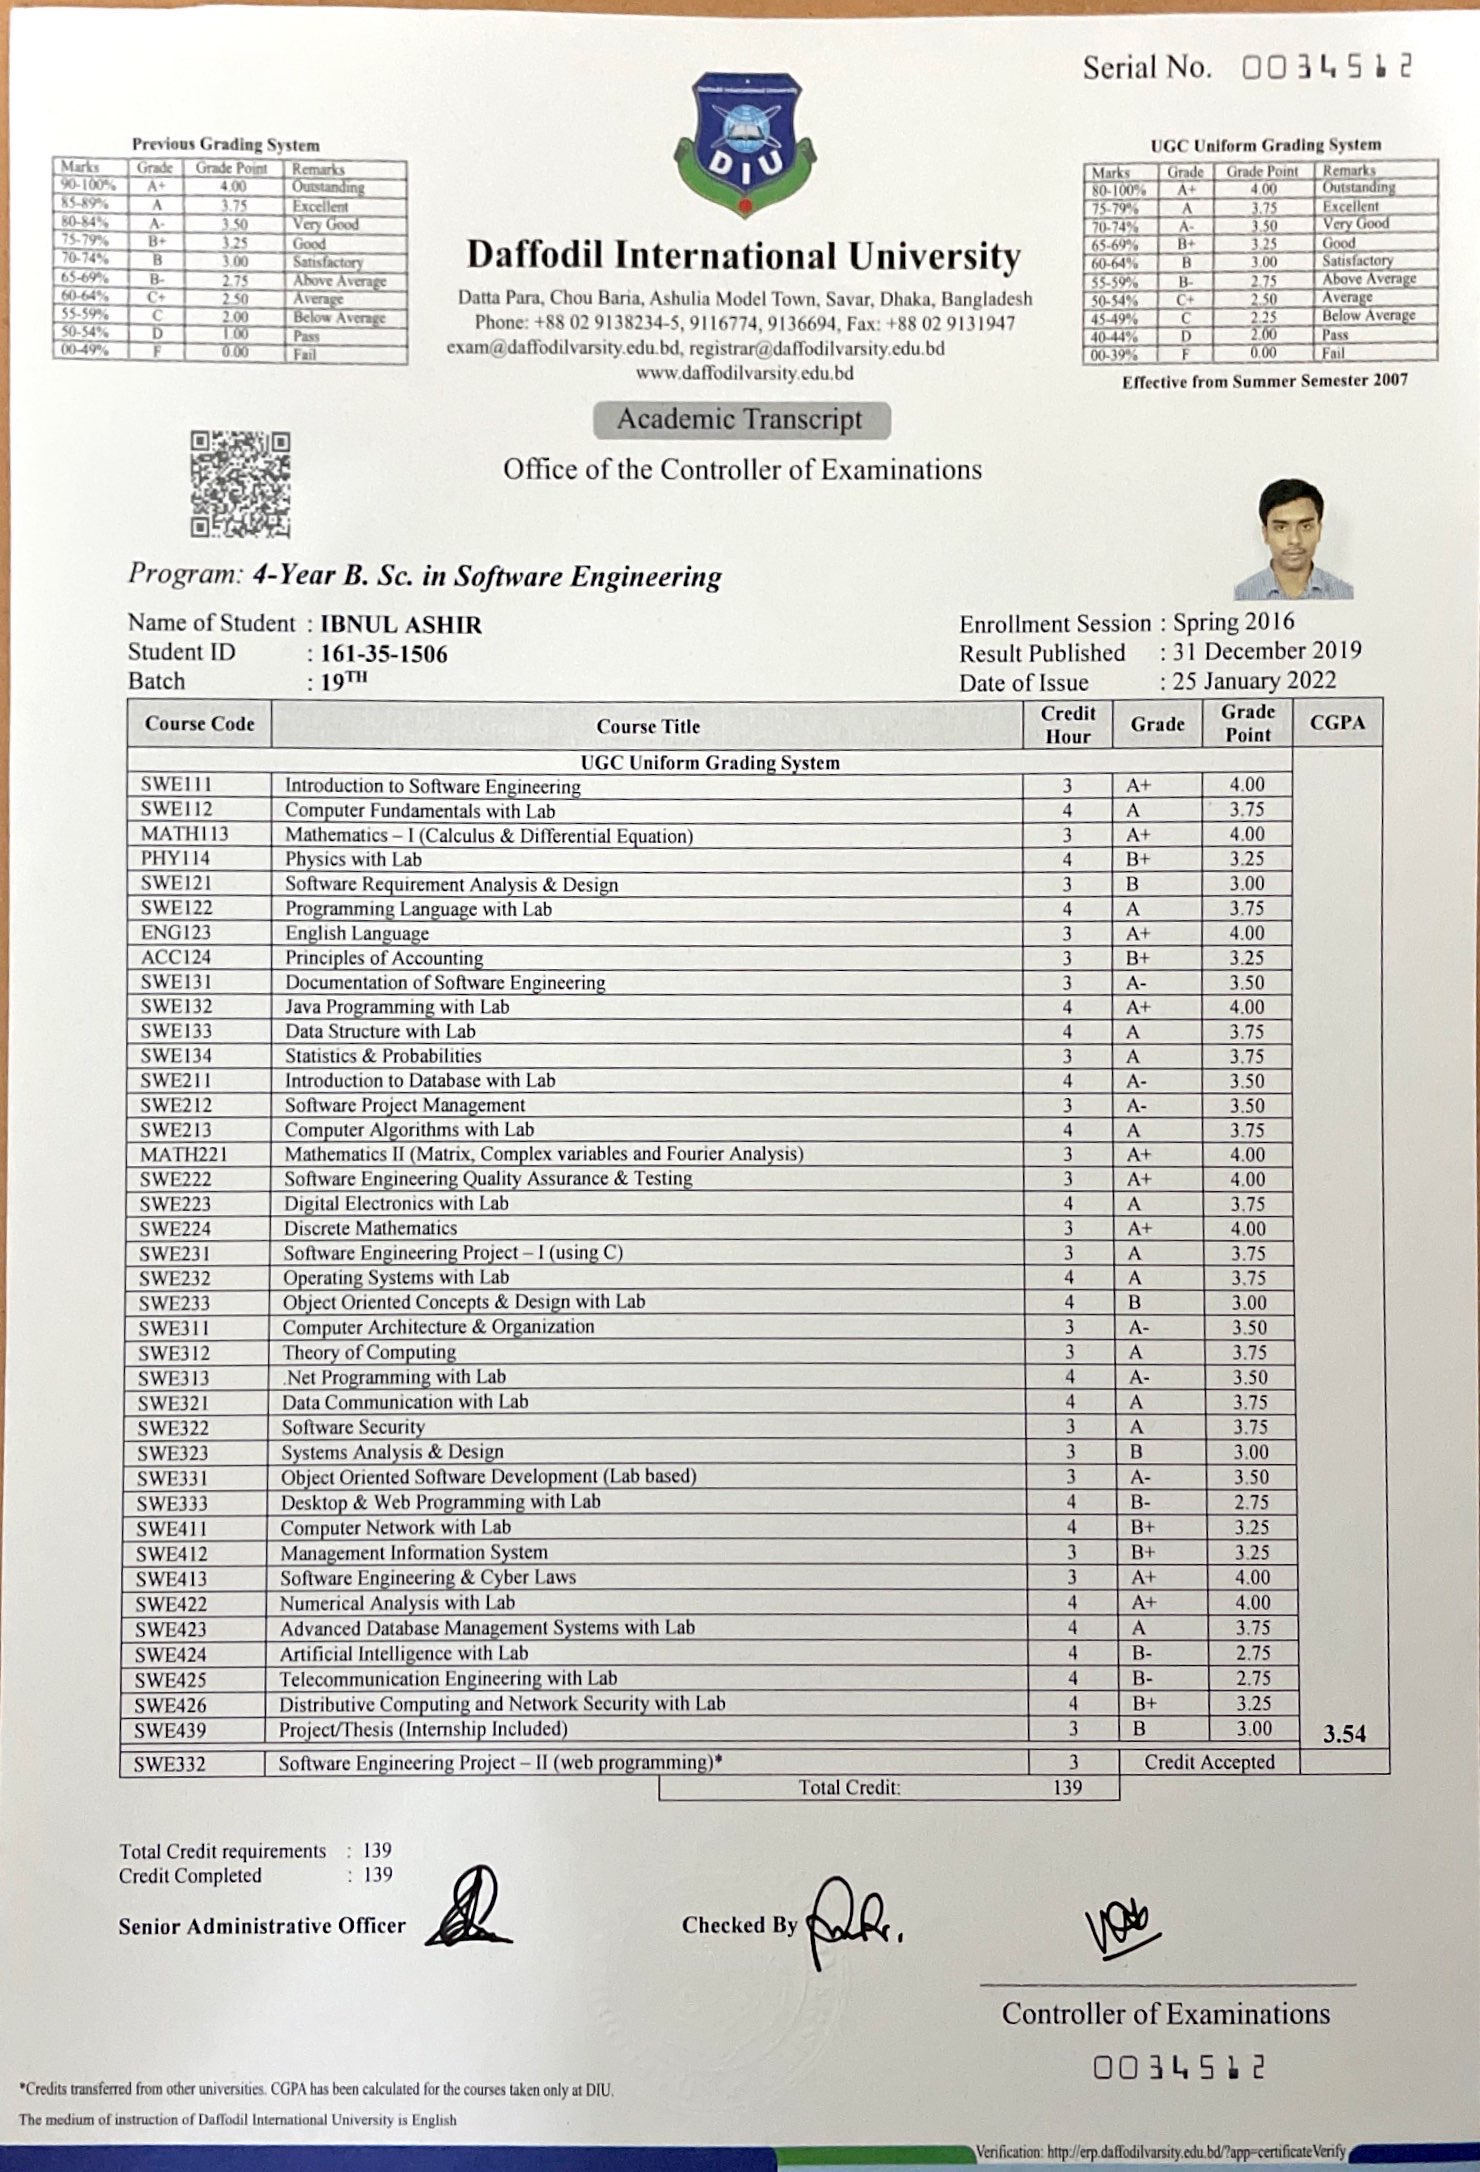 Serial No. 0034512
Previous Grading System
Marks Grade Grade Point Remarks
90-100% A+ 4.00 Outstanding
85-89% A 3.75 Excellent
80-84% A- 3.50 Very Good
75-79% B+ 3.25 Good
70-74% B 3.00 Satisfactory
65-69% B- 2.75 Above Average
60-64% C+ 2.50 Average
55-59% C 2.00 Below Average
50-54% D 1.00 Pass
00-49% F 0.00 Fail
Daffodil International University
DIU
UGC Uniform Grading System
Marks Grade Grade Point Remarks
80-100% A+ 4.00 Outstanding
75-79% A 3.75 Excellent
70-74% A- 3.50 Very Good
65-69% B+ 3.25 Good
60-64% B 3.00 Satisfactory
55-59% B- 2.75 Above Average
50-54% C+ 2.50 Average
45-49% C 2.25 Below Average
40-44% D 2.00 Pass
00-39% F 0.00 Fail
Effective from Summer Semester 2007
Daffodil International University
Datta Para, Chou Baria, Ashulia Model Town, Savar, Dhaka, Bangladesh
Phone: +88 02 9138234-5, 9116774, 9136694, Fax: +88 02 9131947
exam@daffodilvarsity.edu.bd, registrar@daffodilvarsity.edu.bd
www.daffodilvarsity.edu.bd
Academic Transcript
Office of the Controller of Examinations
Program: 4-Year B. Sc. in Software Engineering
Name of Student : IBNUL ASHIR
Student ID : 161-35-1506
Batch : 19TH
Enrollment Session : Spring 2016
Result Published : 31 December 2019
Date of Issue : 25 January 2022
Course Code Course Title Credit Hour Grade Grade Point CGPA
UGC Uniform Grading System
SWE111 Introduction to Software Engineering 3 A+ 4.00
SWE112 Computer Fundamentals with Lab 4 A 3.75
MATH113 Mathematics – I (Calculus & Differential Equation) 3 A+ 4.00
PHY114 Physics with Lab 4 B+ 3.25
SWE121 Software Requirement Analysis & Design 3 B 3.00
SWE122 Programming Language with Lab 4 A 3.75
ENG123 English Language 3 A+ 4.00
ACC124 Principles of Accounting 3 B+ 3.25
SWE131 Documentation of Software Engineering 3 A- 3.50
SWE132 Java Programming with Lab 4 A+ 4.00
SWE133 Data Structure with Lab 4 A 3.75
SWE134 Statistics & Probabilities 3 A 3.75
SWE211 Introduction to Database with Lab 4 A- 3.50
SWE212 Software Project Management 3 A- 3.50
SWE213 Computer Algorithms with Lab 4 A 3.75
MATH221 Mathematics II (Matrix, Complex variables and Fourier Analysis) 3 A+ 4.00
SWE222 Software Engineering Quality Assurance & Testing 3 A+ 4.00
SWE223 Digital Electronics with Lab 4 A 3.75
SWE224 Discrete Mathematics 3 A+ 4.00
SWE231 Software Engineering Project – I (using C) 3 A 3.75
SWE232 Operating Systems with Lab 4 A 3.75
SWE233 Object Oriented Concepts & Design with Lab 4 B 3.00
SWE311 Computer Architecture & Organization 3 A- 3.50
SWE312 Theory of Computing 3 A 3.75
SWE313 .Net Programming with Lab 4 A- 3.50
SWE321 Data Communication with Lab 4 A 3.75
SWE322 Software Security 3 A 3.75
SWE323 Systems Analysis & Design 3 B 3.00
SWE331 Object Oriented Software Development (Lab based) 3 A- 3.50
SWE333 Desktop & Web Programming with Lab 4 B- 2.75
SWE411 Computer Network with Lab 4 B+ 3.25
SWE412 Management Information System 3 B+ 3.25
SWE413 Software Engineering & Cyber Laws 3 A+ 4.00
SWE422 Numerical Analysis with Lab 4 A+ 4.00
SWE423 Advanced Database Management Systems with Lab 4 A 3.75
SWE424 Artificial Intelligence with Lab 4 B- 2.75
SWE425 Telecommunication Engineering with Lab 4 B- 2.75
SWE426 Distributive Computing and Network Security with Lab 4 B+ 3.25
SWE439 Project/Thesis (Internship Included) 3 B 3.00 3.54
SWE332 Software Engineering Project – II (web programming)* 3 Credit Accepted
Total Credit: 139
Total Credit requirements : 139
Credit Completed : 139
Senior Administrative Officer
Checked By
Controller of Examinations
0034512
*Credits transferred from other universities. CGPA has been calculated for the courses taken only at DIU.
The medium of instruction of Daffodil International University is English
Verification: http://erp.daffodilvarsity.edu.bd/?app=certificateVerify